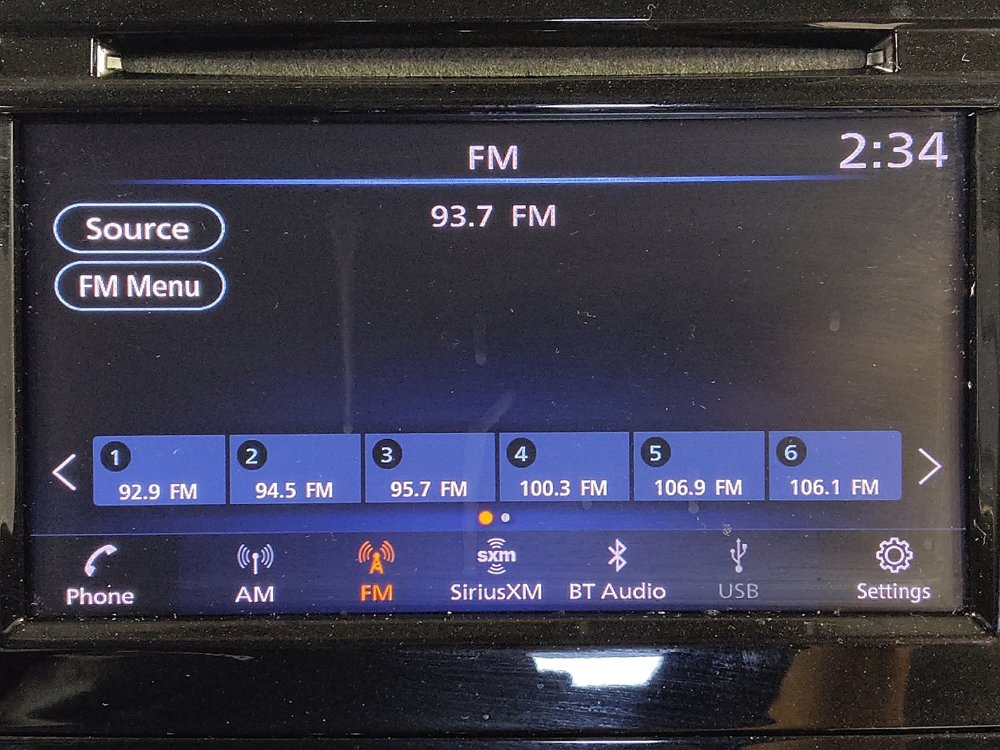 FM
2:34
93.7 FM
Source
FM Menu
1 2 3 4 5 6
92.9 FM 94.5 FM 95.7 FM 100.3 FM 106.9 FM 106.1 FM
sxm
Phone AM FM SiriusXM BT Audio USB Settings